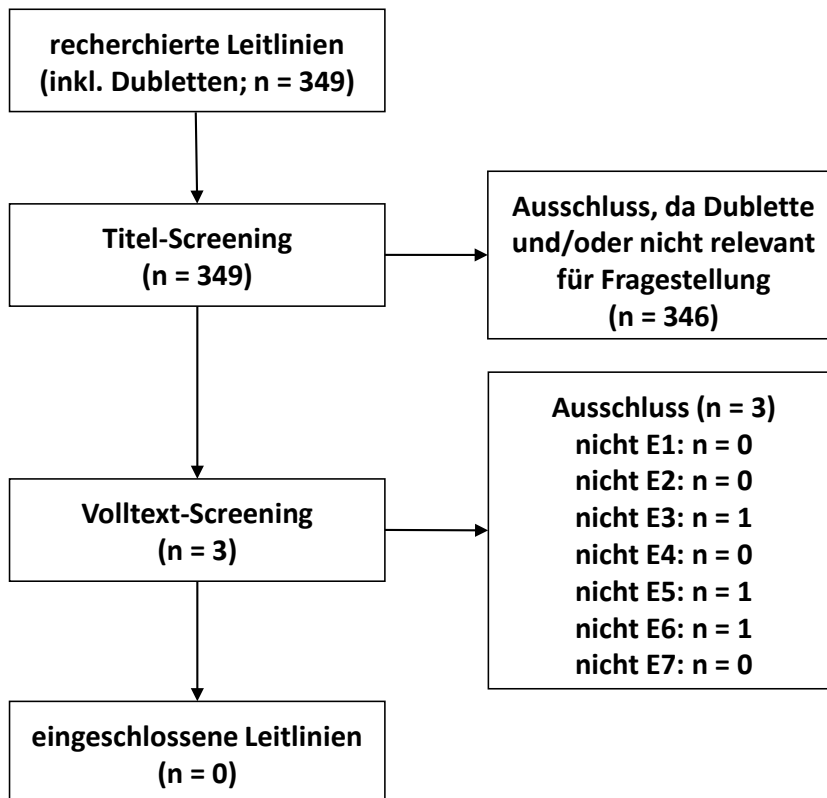 recherchierte Leitlinien
(inkl. Dubletten; n = 349)
Titel-Screening
(n = 349)
Ausschluss, da Dublette
und/oder nicht relevant
für Fragestellung
(n = 346)
Volltext-Screening
(n = 3)
Ausschluss (n = 3)
nicht E1: n = 0
nicht E2: n = 0
nicht E3: n = 1
nicht E4: n = 0
nicht E5: n = 1
nicht E6: n = 1
nicht E7: n = 0
eingeschlossene Leitlinien
(n = 0)